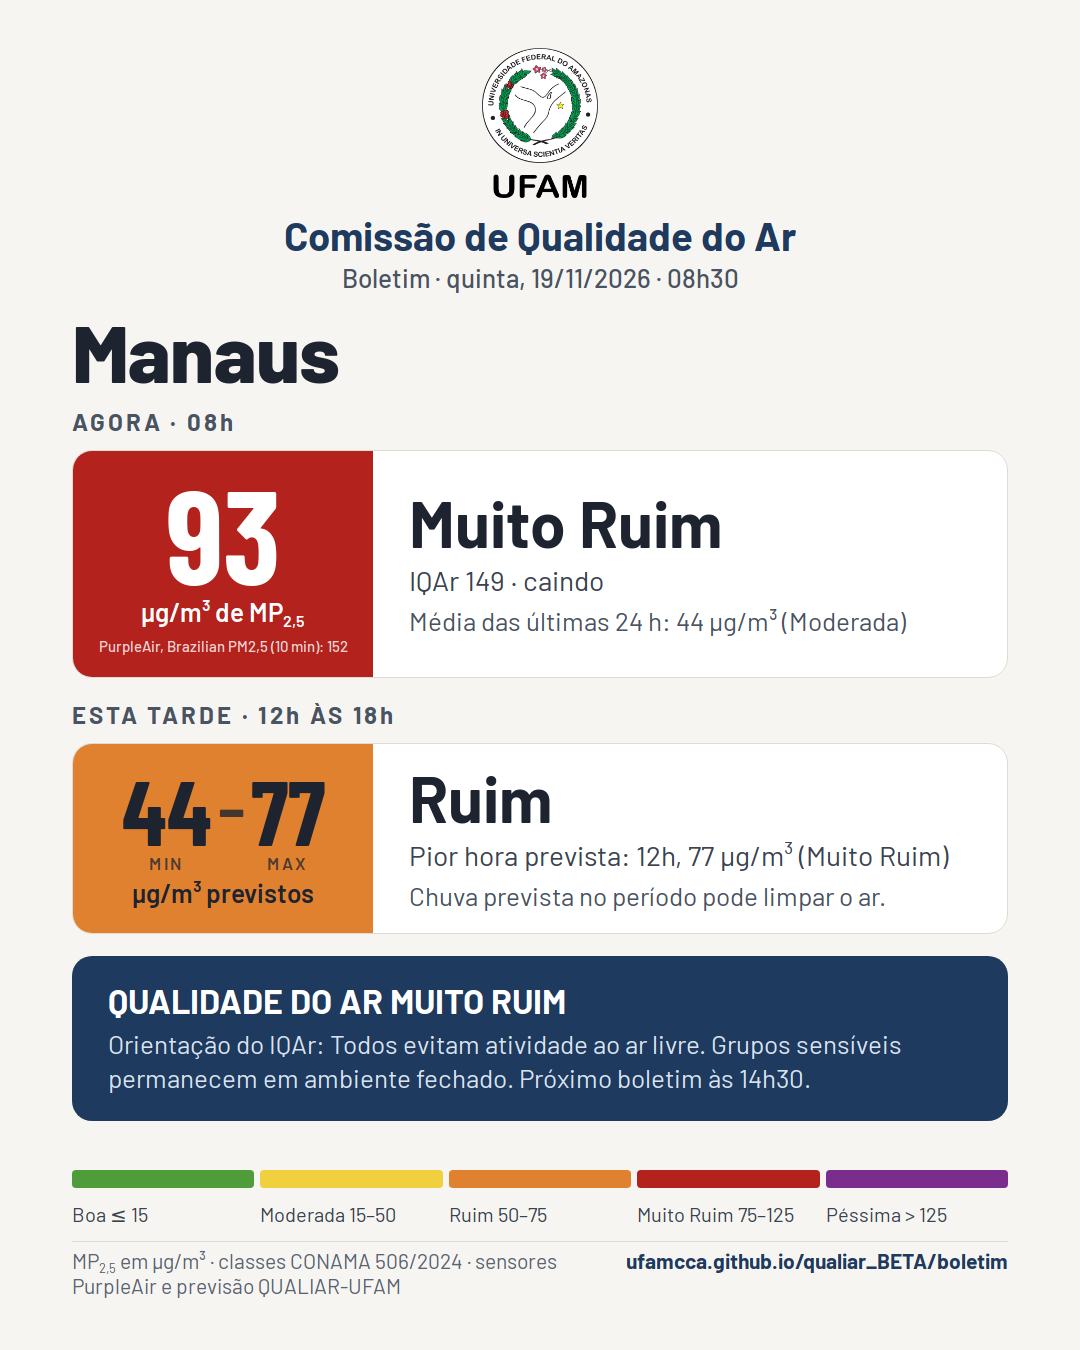 UNIVERSIDADE FEDERAL DO AMAZONAS
IN UNIVERSA SCIENTIA VERITAS
UFAM
Comissão de Qualidade do Ar
Boletim · quinta, 19/11/2026 · 08h30
Manaus
AGORA · 08h
93
µg/m³ de MP2,5
PurpleAir, Brazilian PM2,5 (10 min): 152
Muito Ruim
IQAr 149 · caindo
Média das últimas 24 h: 44 µg/m³ (Moderada)
ESTA TARDE · 12h ÀS 18h
44-77
MIN MAX
µg/m³ previstos
Ruim
Pior hora prevista: 12h, 77 µg/m³ (Muito Ruim)
Chuva prevista no período pode limpar o ar.
QUALIDADE DO AR MUITO RUIM
Orientação do IQAr: Todos evitam atividade ao ar livre. Grupos sensíveis
permanecem em ambiente fechado. Próximo boletim às 14h30.
Boa ≤ 15 Moderada 15–50 Ruim 50–75 Muito Ruim 75–125 Péssima > 125
MP2,5 em µg/m³ · classes CONAMA 506/2024 · sensores
PurpleAir e previsão QUALIAR-UFAM
ufamcca.github.io/qualiar_BETA/boletim